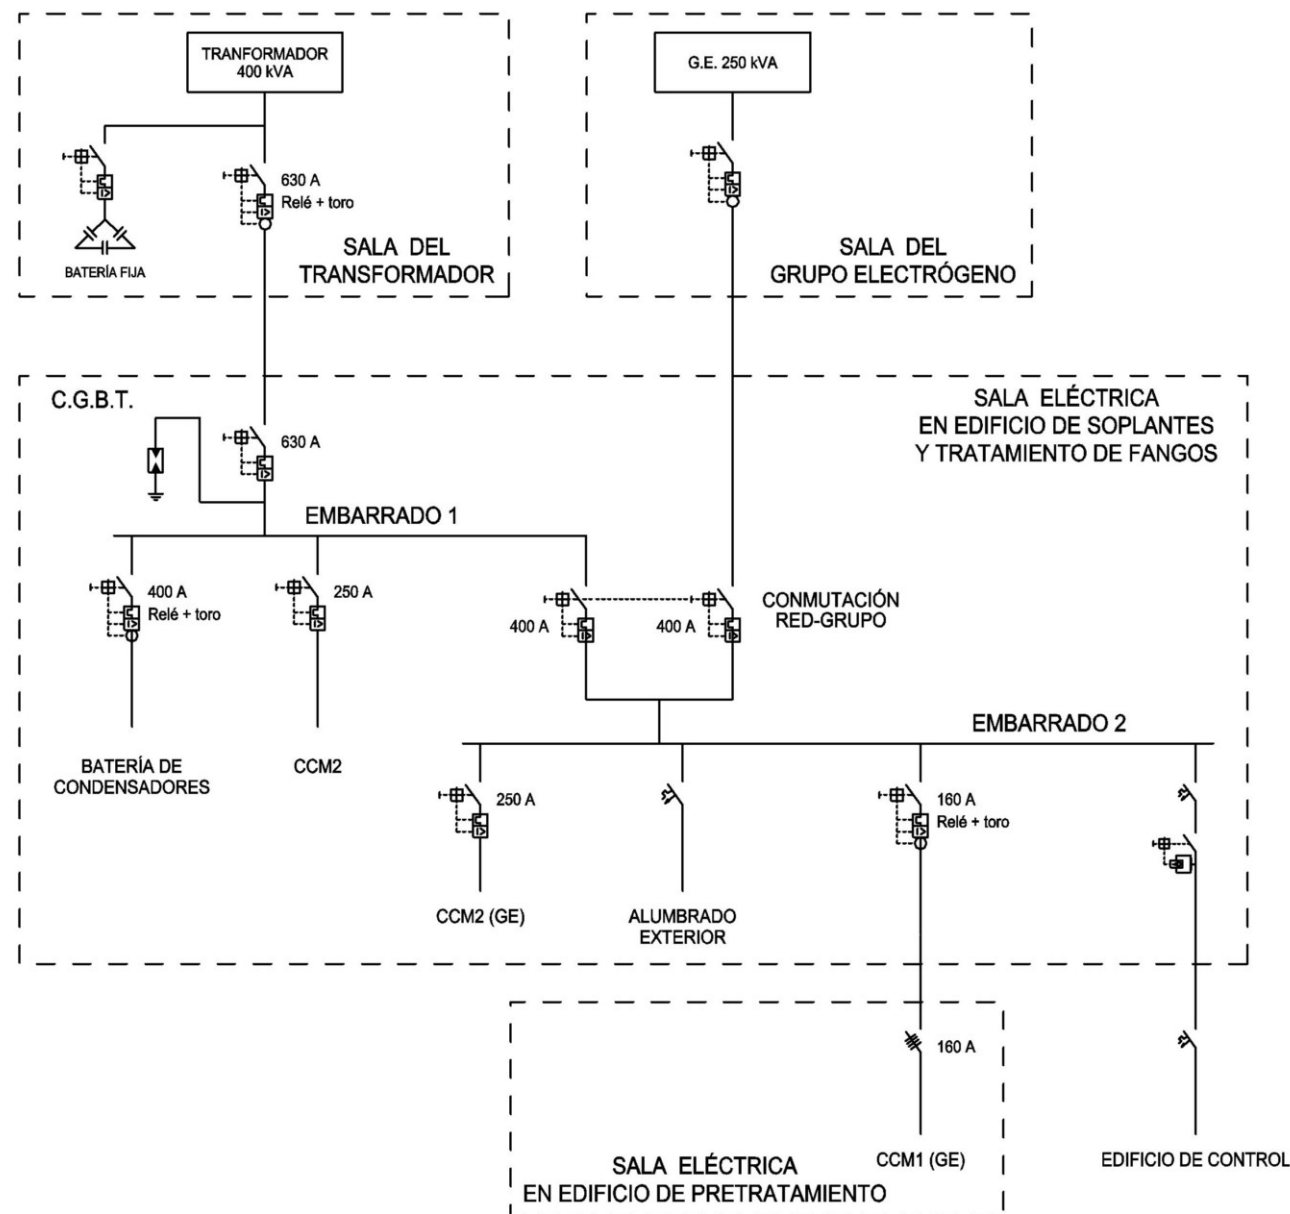 TRANFORMADOR
400 kVA
G.E. 250 kVA
630 A
Relé + toro
BATERÍA FIJA
SALA DEL
TRANSFORMADOR
SALA DEL
GRUPO ELECTRÓGENO
C.G.B.T.
SALA ELÉCTRICA
EN EDIFICIO DE SOPLANTES
Y TRATAMIENTO DE FANGOS
630 A
EMBARRADO 1
400 A
Relé + toro
250 A
400 A
400 A
CONMUTACIÓN
RED-GRUPO
BATERÍA DE
CONDENSADORES
CCM2
EMBARRADO 2
250 A
160 A
Relé + toro
CCM2 (GE)
ALUMBRADO
EXTERIOR
160 A
SALA ELÉCTRICA
EN EDIFICIO DE PRETRATAMIENTO
CCM1 (GE)
EDIFICIO DE CONTROL